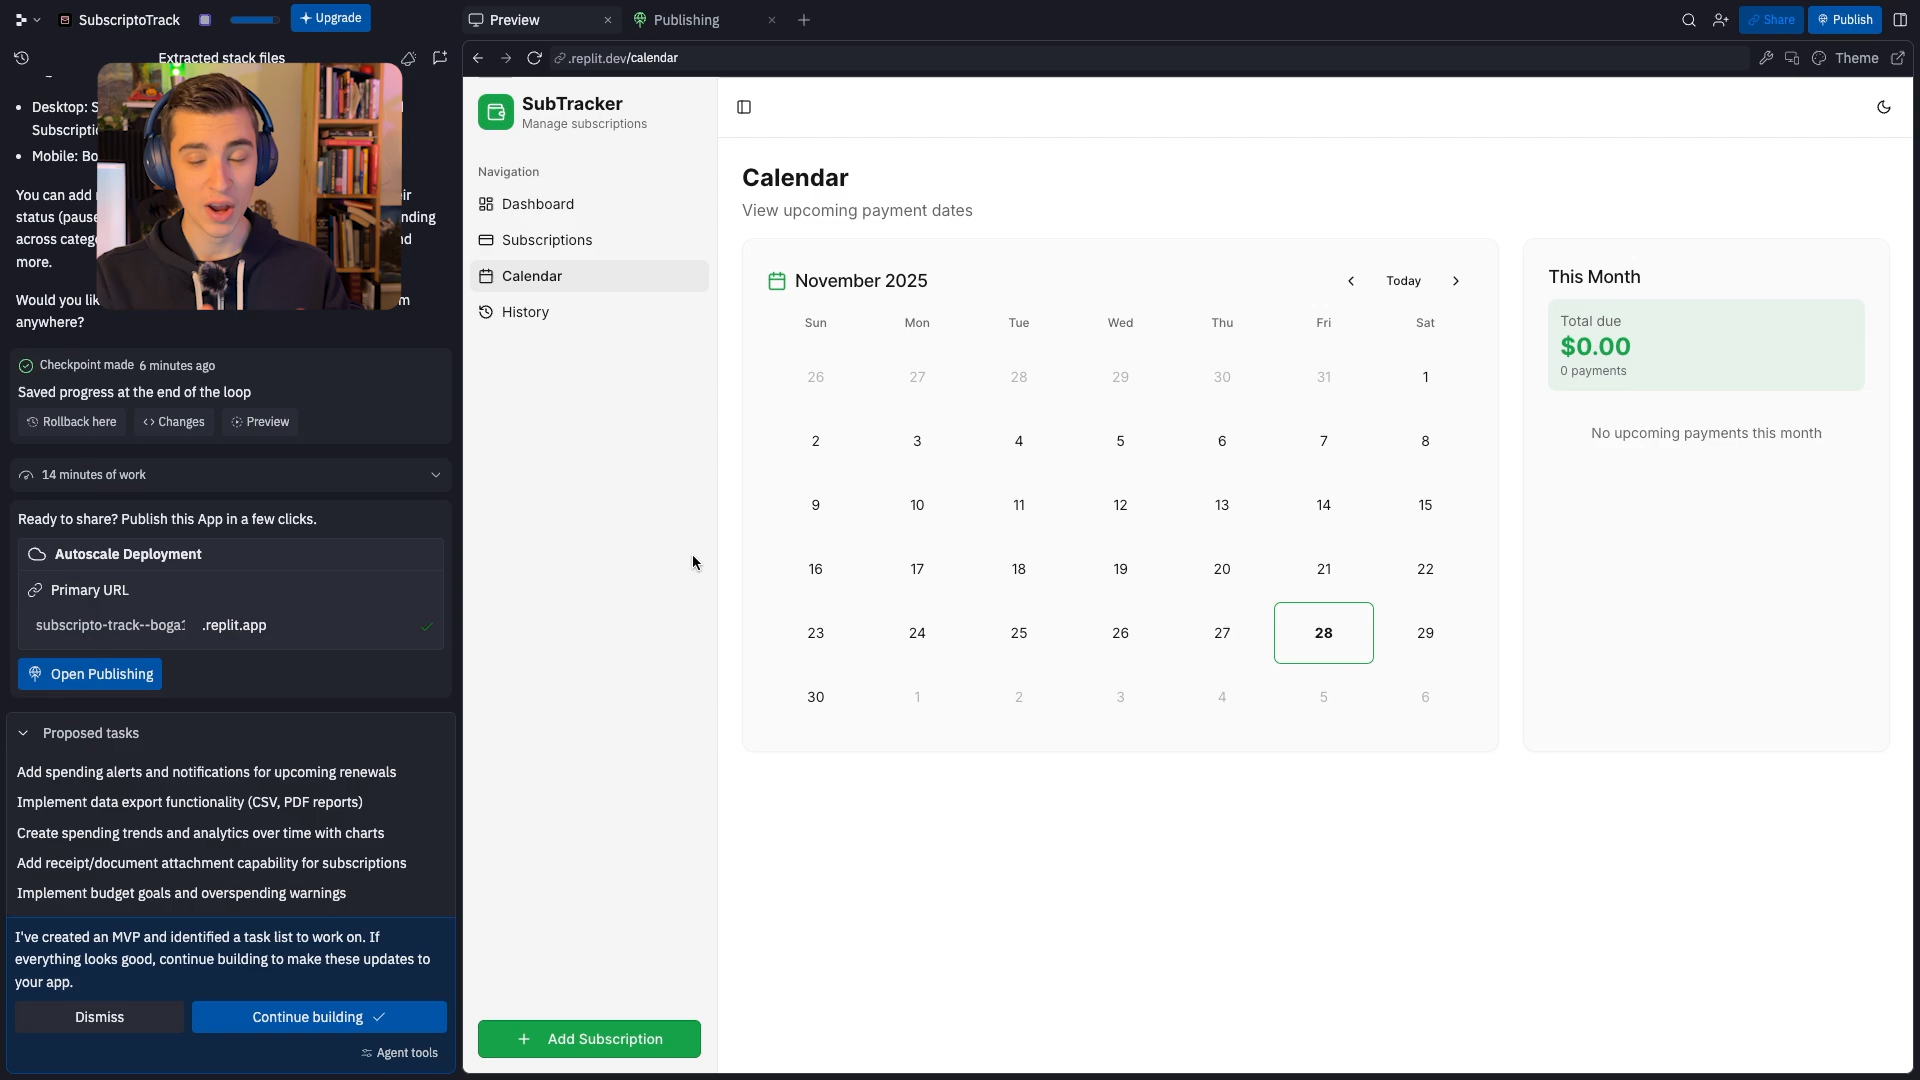 SubscriptoTrack
Upgrade
Preview
Publishing
Share
Publish
Extracted stack files
.replit.dev/calendar
Theme
Desktop: S
Subscriptio
Mobile: Bo
You can add
status (pause
nding
across categ
more.
Would you lik
anywhere?
Checkpoint made 6 minutes ago
Saved progress at the end of the loop
Rollback here
Changes
Preview
14 minutes of work
Ready to share? Publish this App in a few clicks.
Autoscale Deployment
Primary URL
subscripto-track--boga1 .replit.app
Open Publishing
Proposed tasks
Add spending alerts and notifications for upcoming renewals
Implement data export functionality (CSV, PDF reports)
Create spending trends and analytics over time with charts
Add receipt/document attachment capability for subscriptions
Implement budget goals and overspending warnings
I've created an MVP and identified a task list to work on. If
everything looks good, continue building to make these updates to
your app.
Dismiss
Continue building
Agent tools
SubTracker
Manage subscriptions
Navigation
Dashboard
Subscriptions
Calendar
History
Add Subscription
Calendar
View upcoming payment dates
November 2025
Today
Sun Mon Tue Wed Thu Fri Sat
26 27 28 29 30 31 1
2 3 4 5 6 7 8
9 10 11 12 13 14 15
16 17 18 19 20 21 22
23 24 25 26 27 28 29
30 1 2 3 4 5 6
This Month
Total due
$0.00
0 payments
No upcoming payments this month